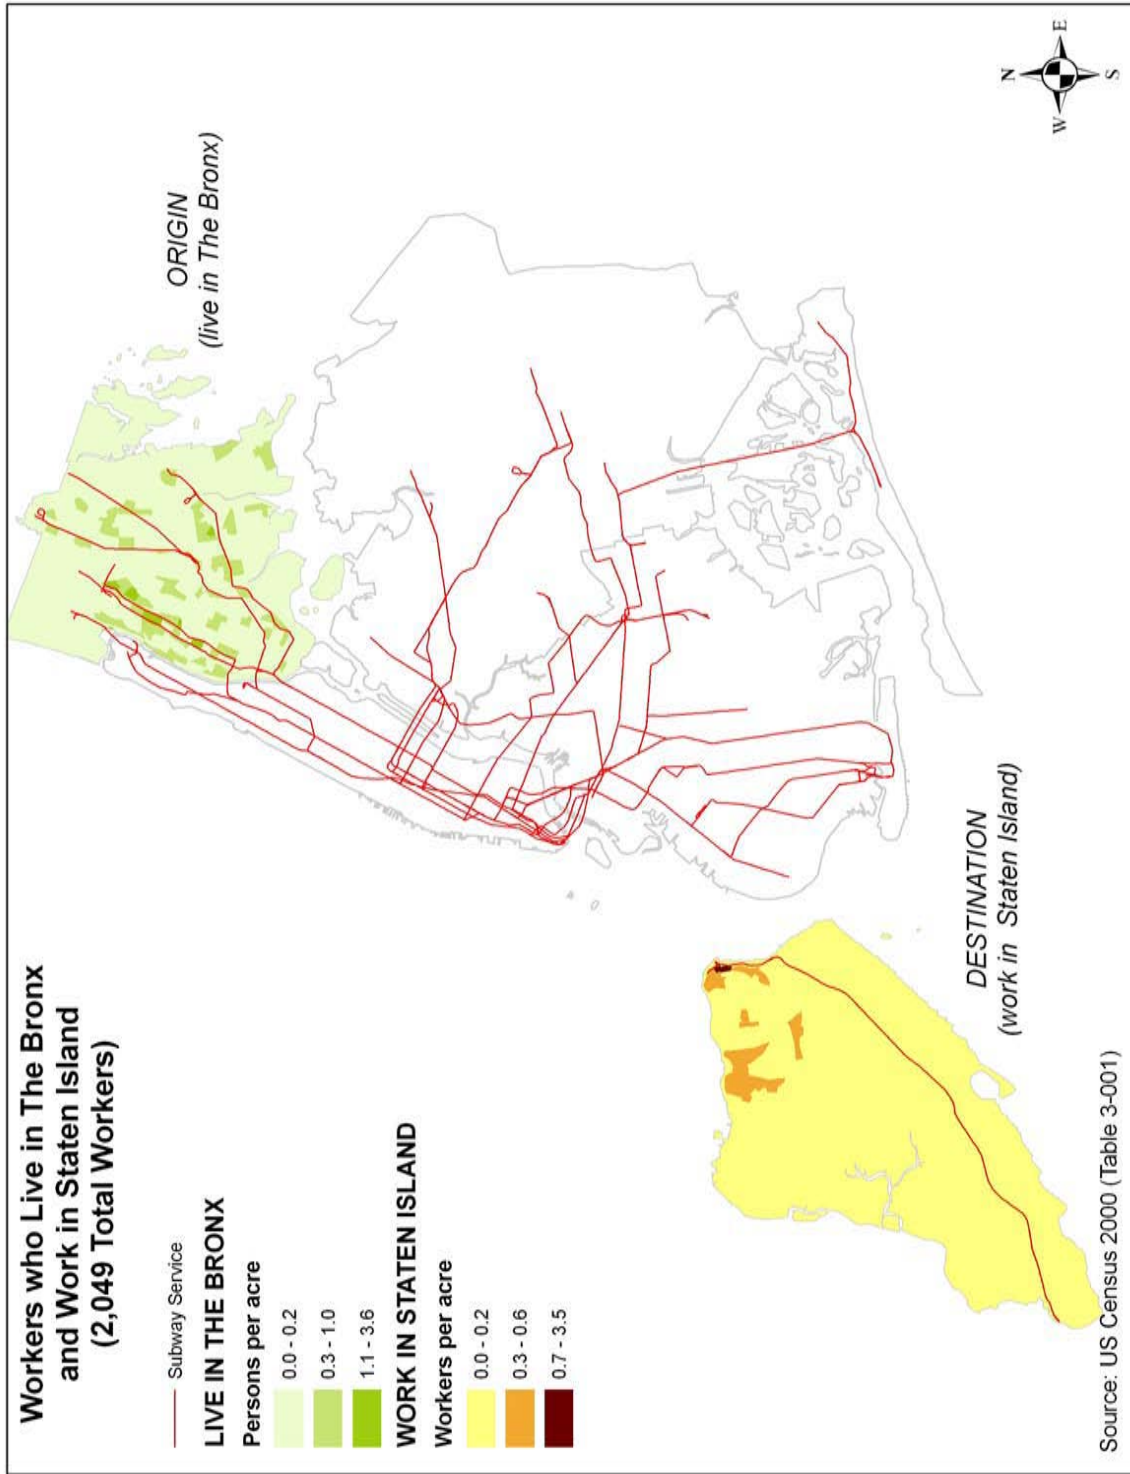 Workers who Live in The Bronx
and Work in Staten Island
(2,049 Total Workers)
Subway Service
LIVE IN THE BRONX
Persons per acre
0.0 - 0.2
0.3 - 1.0
1.1 - 3.6
WORK IN STATEN ISLAND
Workers per acre
0.0 - 0.2
0.3 - 0.6
0.7 - 3.5
ORIGIN
(live in The Bronx)
DESTINATION
(work in Staten Island)
N
W
E
S
Source: US Census 2000 (Table 3-001)